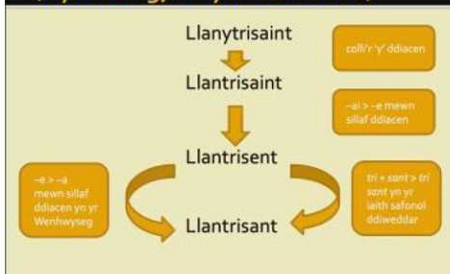 Llanytrisaint
coll/r 'y' ddiacen
Llantrisaint
–ai > –e mewn
sillaf ddiacen
Llantrisent
–e > –a
mewn sillaf
ddiacen yn yr
Wenhwyseg
tri + sant > tri
sant yn yr
iaith safonol
ddiweddar
Llantrisant